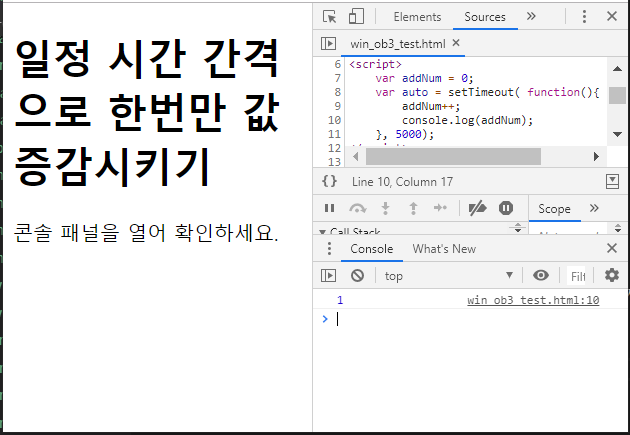 일정 시간 간격
으로 한번만 값
증감시키기
콘솔 패널을 열어 확인하세요.
Elements Sources
win_ob3_test.html
6 <script>
7 var addNum = 0;
8 var auto = setTimeout( function(){
9 addNum++;
10 console.log(addNum);
11 }, 5000);
12
13
{} Line 10, Column 17
Scope
Call Stack
Console What's New
top Filt
1 win_ob3_test.html:10
>